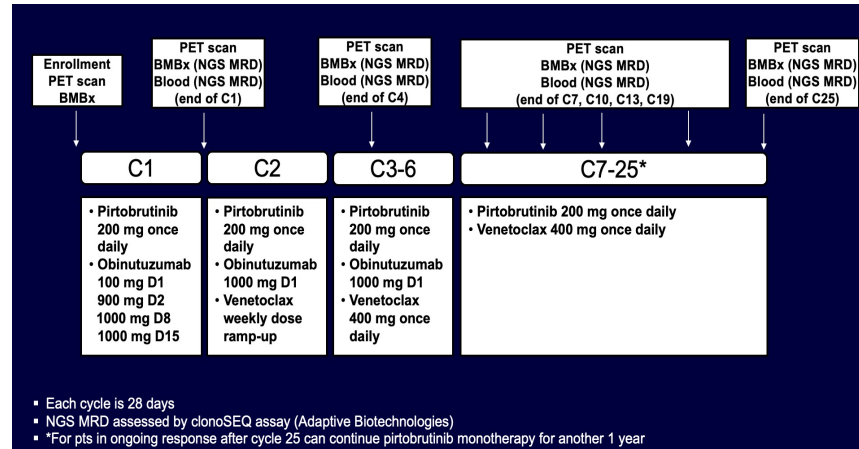 Enrollment
PET scan
BMBx
PET scan
BMBx (NGS MRD)
Blood (NGS MRD)
(end of C1)
PET scan
BMBx (NGS MRD)
Blood (NGS MRD)
(end of C4)
PET scan
BMBx (NGS MRD)
Blood (NGS MRD)
(end of C7, C10, C13, C19)
PET scan
BMBx (NGS MRD)
Blood (NGS MRD)
(end of C25)
C1
C2
C3-6
C7-25*
• Pirtobrutinib
200 mg once
daily
• Obinutuzumab
100 mg D1
900 mg D2
1000 mg D8
1000 mg D15
• Pirtobrutinib
200 mg once
daily
• Obinutuzumab
1000 mg D1
• Venetoclax
weekly dose
ramp-up
• Pirtobrutinib
200 mg once
daily
• Obinutuzumab
1000 mg D1
• Venetoclax
400 mg once
daily
• Pirtobrutinib 200 mg once daily
• Venetoclax 400 mg once daily
▪ Each cycle is 28 days
▪ NGS MRD assessed by clonoSEQ assay (Adaptive Biotechnologies)
▪ *For pts in ongoing response after cycle 25 can continue pirtobrutinib monotherapy for another 1 year